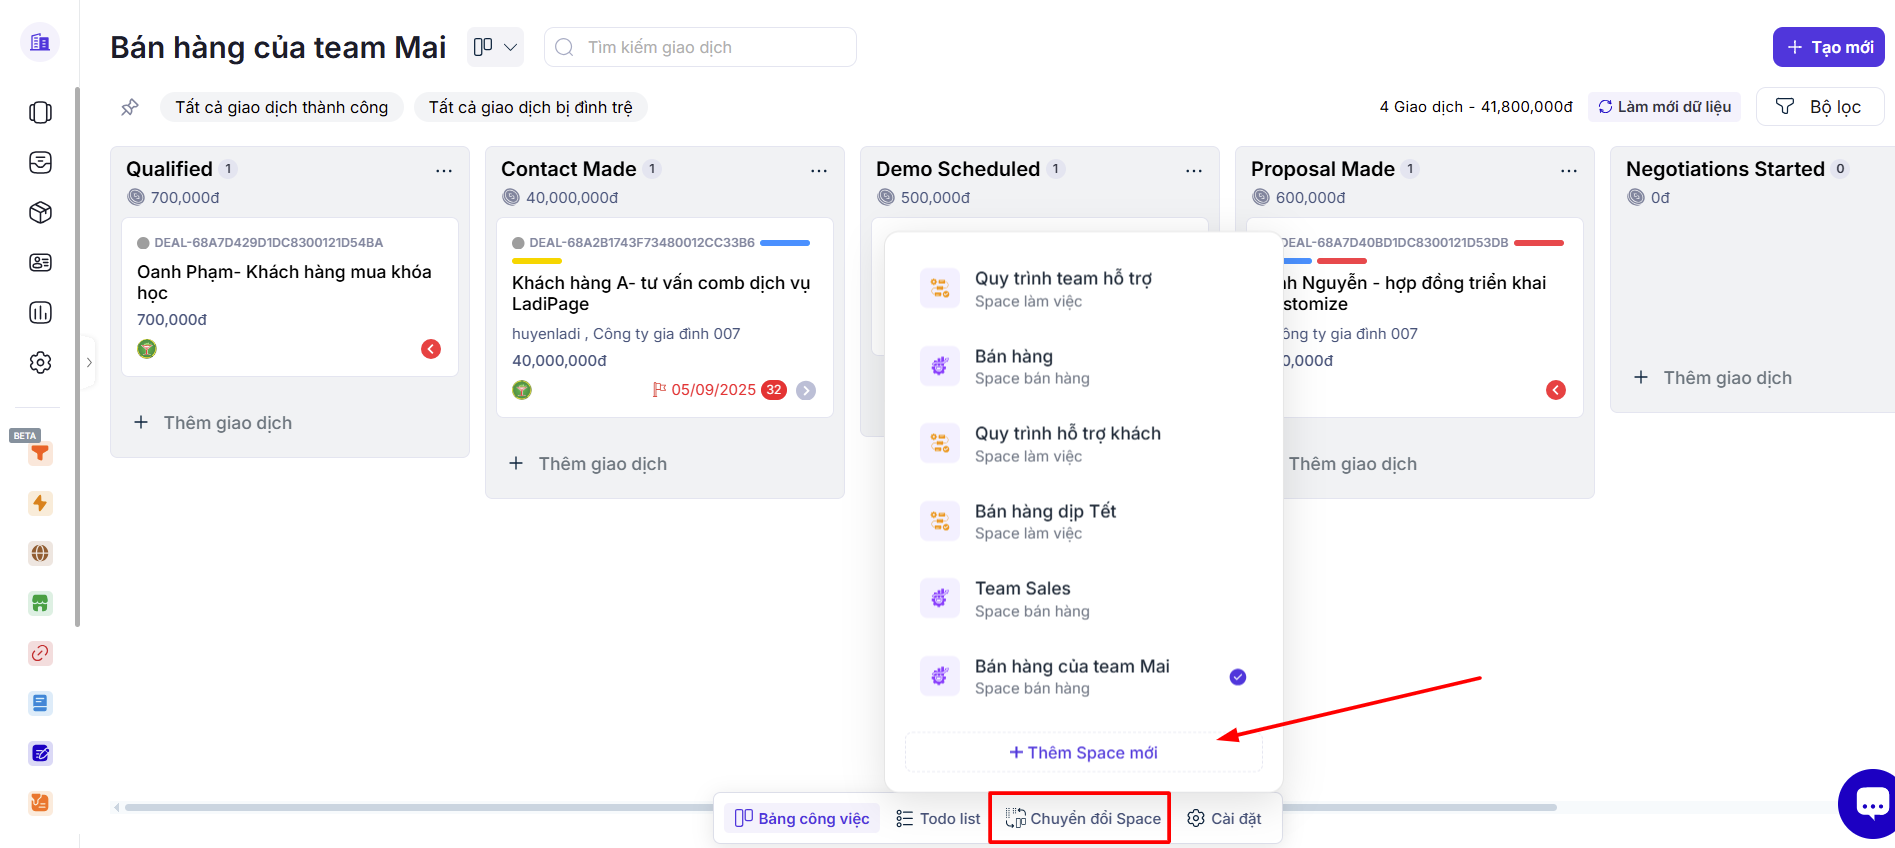 Bán hàng của team Mai
Tìm kiếm giao dịch
Tạo mới
Tất cả giao dịch thành công
Tất cả giao dịch bị đình trệ
4 Giao dịch - 41,800,000đ
Làm mới dữ liệu
Bộ lọc
Qualified 1
700,000đ
DEAL-68A7D429D1DC8300121D54BA
Oanh Phạm- Khách hàng mua khóa
học
700,000đ
Thêm giao dịch
Contact Made 1
40,000,000đ
DEAL-68A2B1743F73480012CC33B6
Khách hàng A- tư vấn comb dịch vụ
LadiPage
huyenladi , Công ty gia đình 007
40,000,000đ
05/09/2025 32
Thêm giao dịch
Demo Scheduled 1
500,000đ
Proposal Made 1
600,000đ
DEAL-68A7D40BD1DC8300121D53DB
nh Nguyễn - hợp đồng triển khai
stomize
ông ty gia đình 007
0,000đ
Thêm giao dịch
Negotiations Started 0
0đ
Thêm giao dịch
BETA
Quy trình team hỗ trợ
Space làm việc
Bán hàng
Space bán hàng
Quy trình hỗ trợ khách
Space làm việc
Bán hàng dịp Tết
Space làm việc
Team Sales
Space bán hàng
Bán hàng của team Mai
Space bán hàng
+ Thêm Space mới
Bảng công việc
Todo list
Chuyển đổi Space
Cài đặt